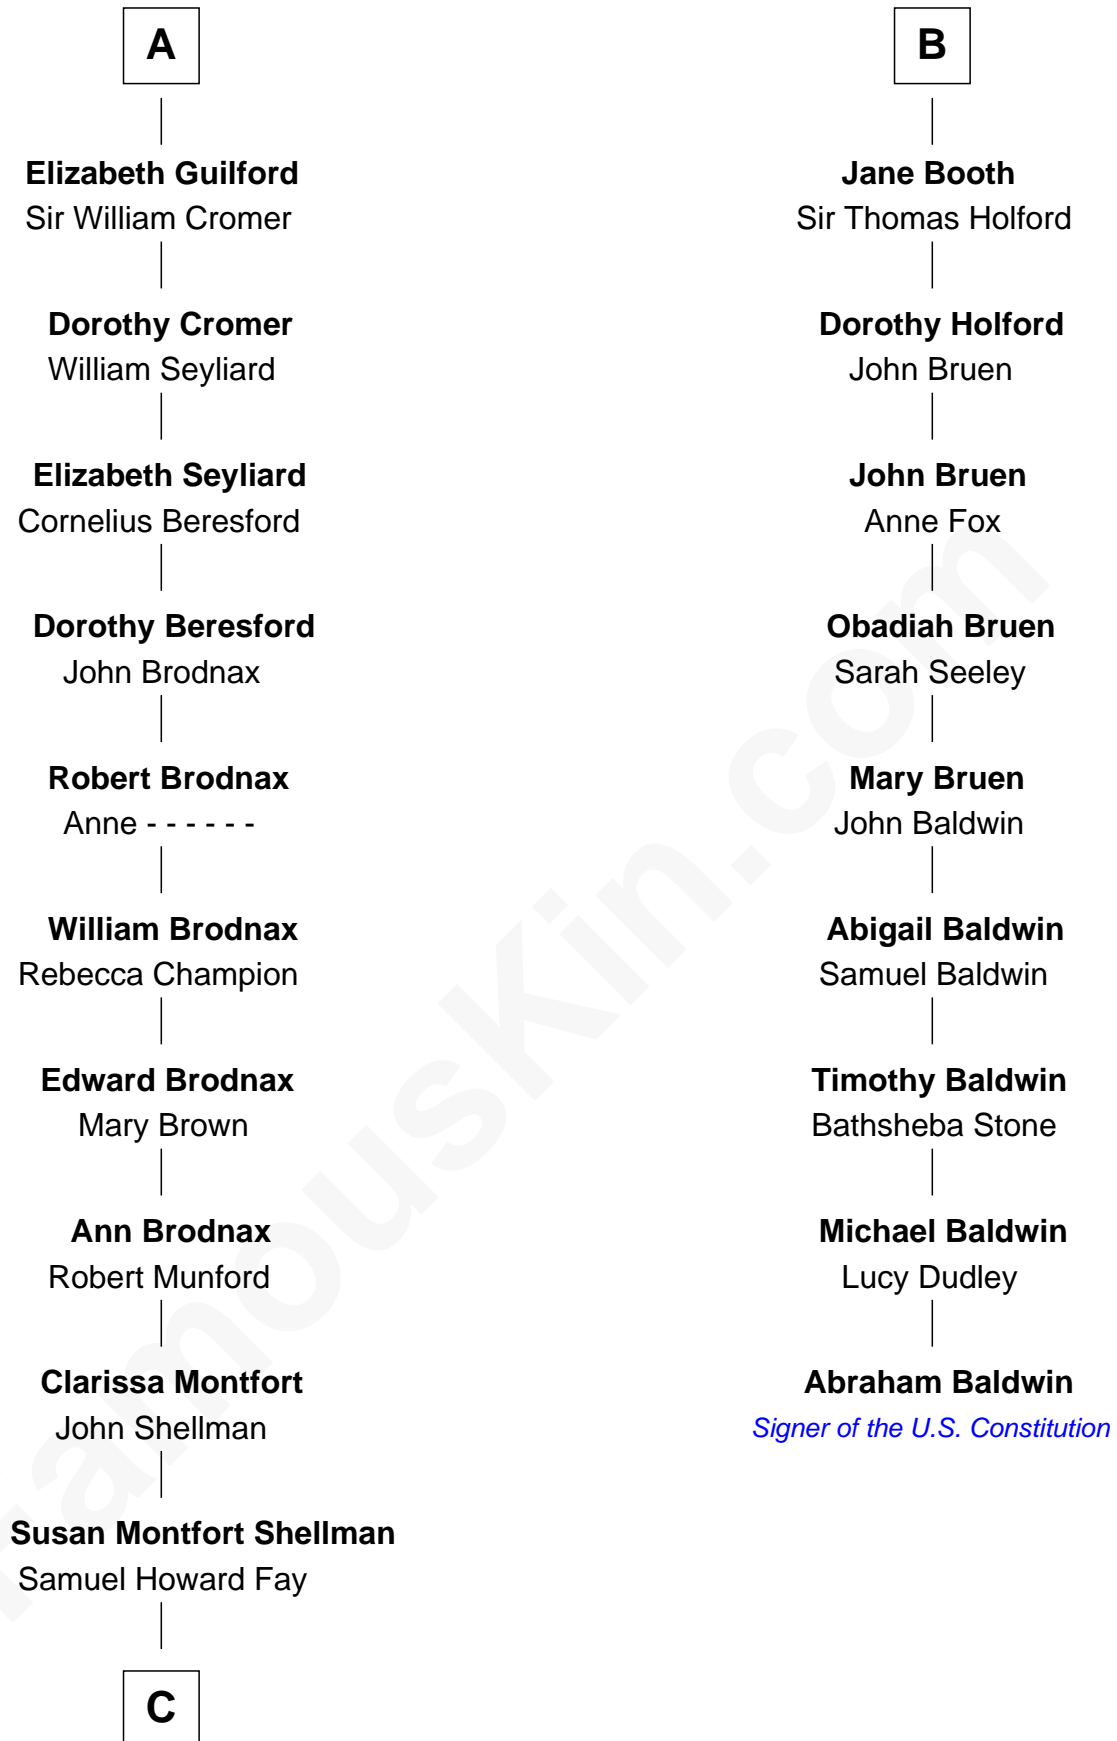 A
Elizabeth Guilford
Sir William Cromer
Dorothy Cromer
William Seyliard
Elizabeth Seyliard
Cornelius Beresford
Dorothy Beresford
John Brodnax
Robert Brodnax
Anne - - - - - -
William Brodnax
Rebecca Champion
Edward Brodnax
Mary Brown
Ann Brodnax
Robert Munford
Clarissa Montfort
John Shellman
Susan Montfort Shellman
Samuel Howard Fay
C
B
Jane Booth
Sir Thomas Holford
Dorothy Holford
John Bruen
John Bruen
Anne Fox
Obadiah Bruen
Sarah Seeley
Mary Bruen
John Baldwin
Abigail Baldwin
Samuel Baldwin
Timothy Baldwin
Bathsheba Stone
Michael Baldwin
Lucy Dudley
Abraham Baldwin
Signer of the U.S. Constitution
FamousKin.com